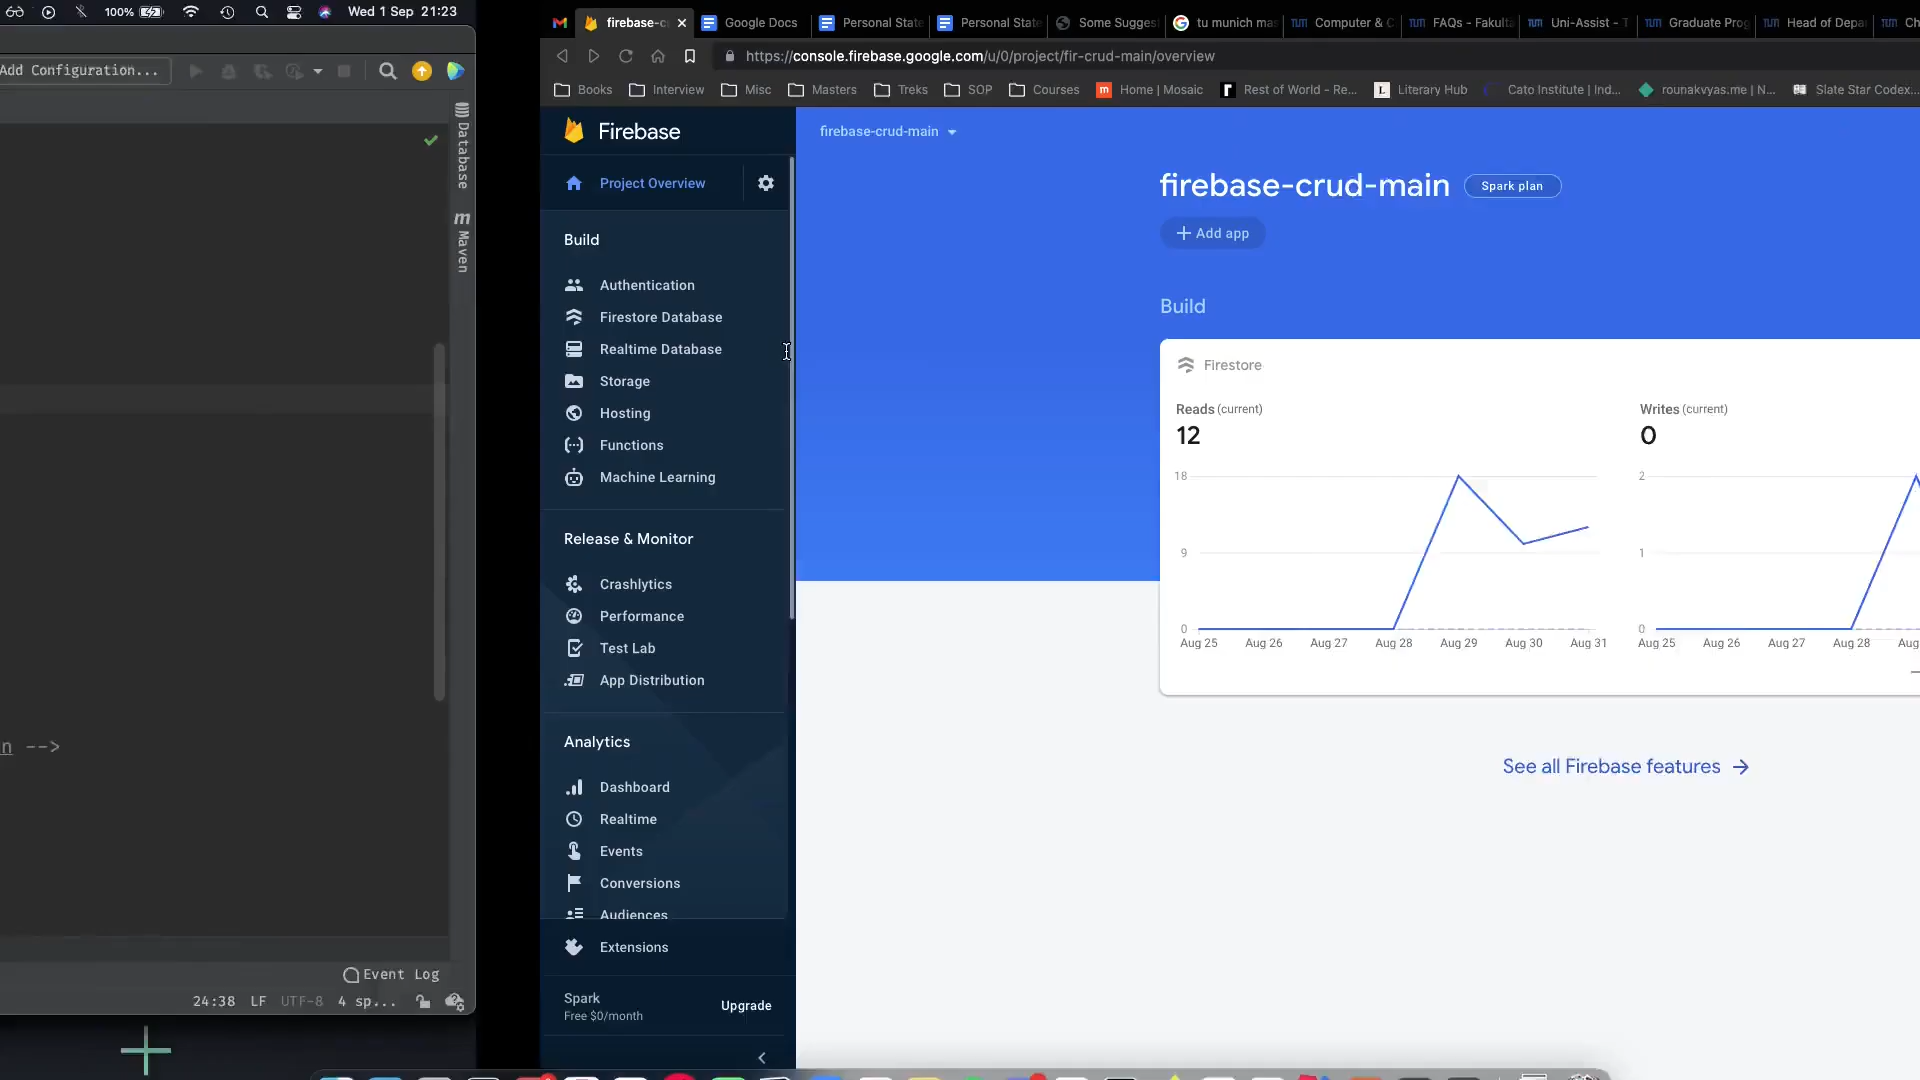 100%
Wed 1 Sep 21:23
Add Configuration...
Database
m
Maven
n -->
Event Log
24:38 LF UTF-8 4 sp...
firebase-c
Google Docs
Personal State
Personal State
Some Sugges
tu munich mas
Computer & C
FAQs - Fakulta
Uni-Assist - T
Graduate Prog
Head of Depa
Ch
https://console.firebase.google.com/u/0/project/fir-crud-main/overview
Books
Interview
Misc
Masters
Treks
SOP
Courses
Home | Mosaic
Rest of World - Re...
Literary Hub
Cato Institute | Ind...
rounakvyas.me | N...
Slate Star Codex...
Firebase
Project Overview
Build
Authentication
Firestore Database
Realtime Database
Storage
Hosting
Functions
Machine Learning
Release & Monitor
Crashlytics
Performance
Test Lab
App Distribution
Analytics
Dashboard
Realtime
Events
Conversions
Audiences
Extensions
Spark
Free $0/month
Upgrade
firebase-crud-main
firebase-crud-main
Spark plan
+ Add app
Build
Firestore
Reads (current)
12
18
9
0
Aug 25 Aug 26 Aug 27 Aug 28 Aug 29 Aug 30 Aug 31
Writes (current)
0
2
1
0
Aug 25 Aug 26 Aug 27 Aug 28 Aug
See all Firebase features